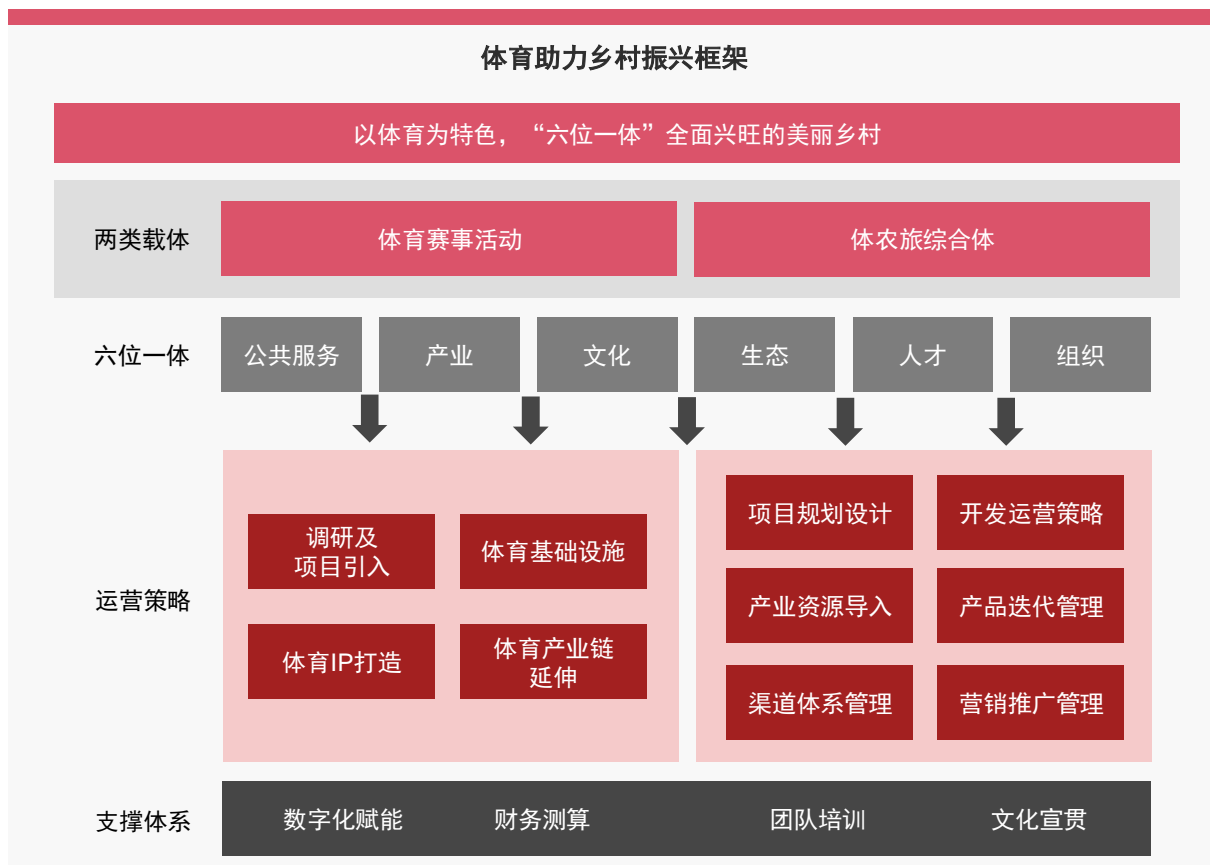 体育助力乡村振兴框架
以体育为特色，“六位一体”全面兴旺的美丽乡村
两类载体
体育赛事活动
体农旅综合体
六位一体
公共服务
产业
文化
生态
人才
组织
运营策略
调研及
项目引入
体育基础设施
体育IP打造
体育产业链
延伸
项目规划设计
开发运营策略
产业资源导入
产品迭代管理
渠道体系管理
营销推广管理
支撑体系
数字化赋能
财务测算
团队培训
文化宣贯